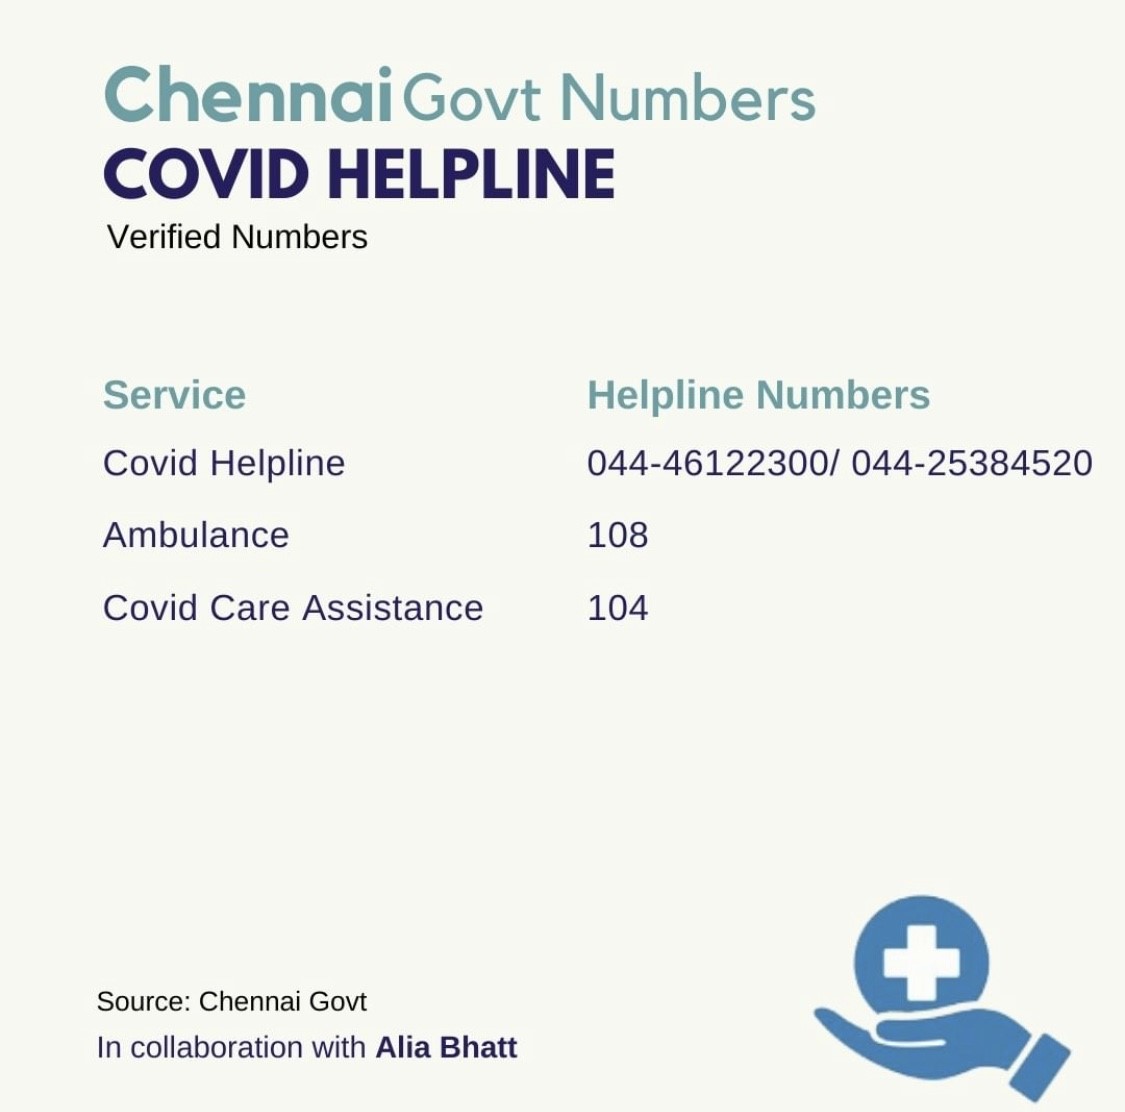 Chennai Govt Numbers
COVID HELPLINE
Verified Numbers
Service Helpline Numbers
Covid Helpline 044-46122300/ 044-25384520
Ambulance 108
Covid Care Assistance 104
Source: Chennai Govt
In collaboration with Alia Bhatt